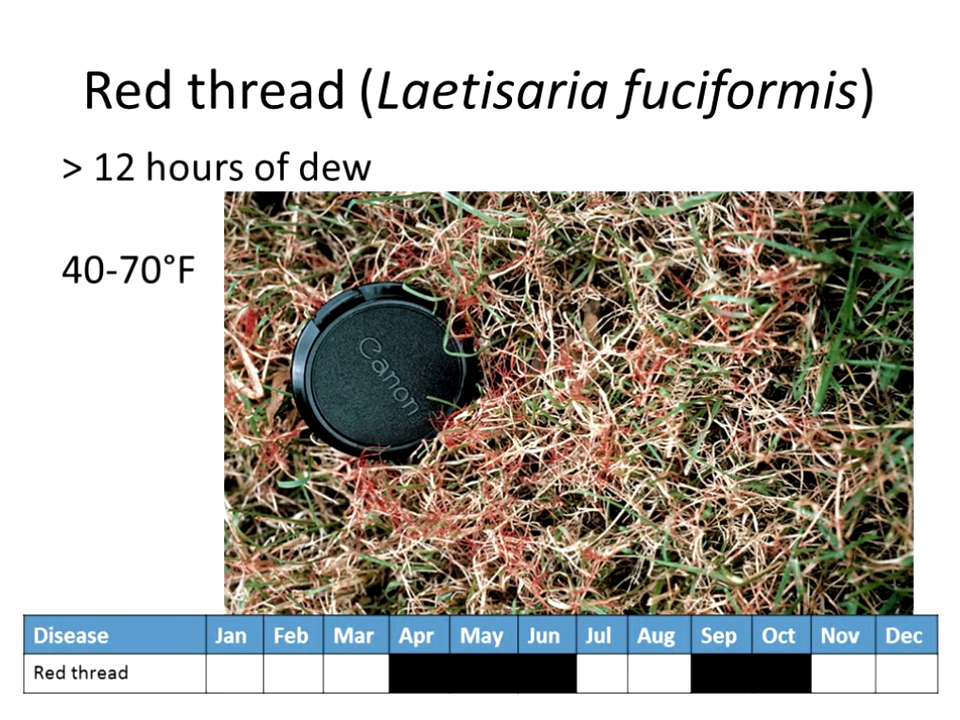 Red thread (Laetisaria fuciformis)
> 12 hours of dew
40-70°F
Canon
Disease Jan Feb Mar Apr May Jun Jul Aug Sep Oct Nov Dec
Red thread